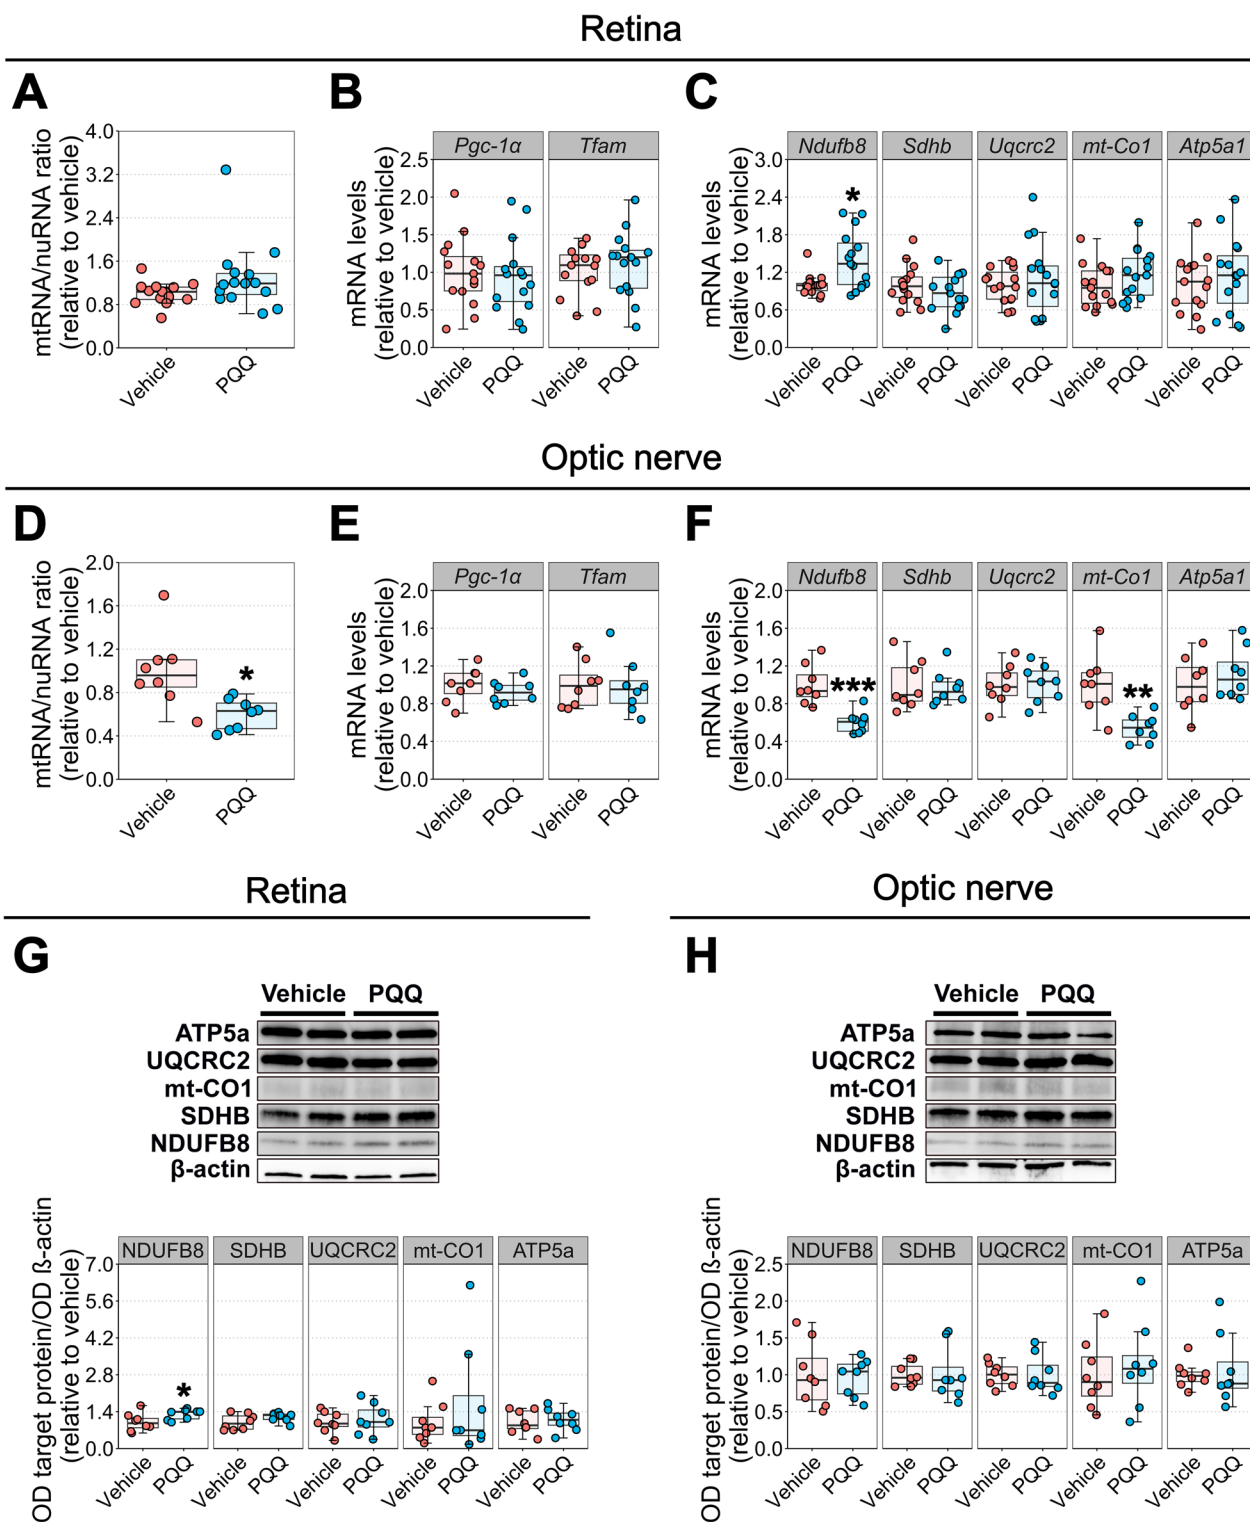 Retina
A
B
C
mtRNA/nuRNA ratio
(relative to vehicle)
4.0
3.2
2.4
1.6
0.8
0.0
Vehicle
PQQ
mRNA levels
(relative to vehicle)
Pgc-1α
Tfam
2.5
2.0
1.5
1.0
0.5
0.0
Vehicle
PQQ
Vehicle
PQQ
mRNA levels
(relative to vehicle)
Ndufb8
Sdhb
Uqcrc2
mt-Co1
Atp5a1
3.0
2.4
1.8
1.2
0.6
0.0
*
Vehicle
PQQ
Vehicle
PQQ
Vehicle
PQQ
Vehicle
PQQ
Vehicle
PQQ
Optic nerve
D
E
F
mtRNA/nuRNA ratio
(relative to vehicle)
2.0
1.6
1.2
0.8
0.4
0.0
*
Vehicle
PQQ
mRNA levels
(relative to vehicle)
Pgc-1α
Tfam
2.0
1.6
1.2
0.8
0.4
0.0
Vehicle
PQQ
Vehicle
PQQ
mRNA levels
(relative to vehicle)
Ndufb8
Sdhb
Uqcrc2
mt-Co1
Atp5a1
2.0
1.6
1.2
0.8
0.4
0.0
***
**
Vehicle
PQQ
Vehicle
PQQ
Vehicle
PQQ
Vehicle
PQQ
Vehicle
PQQ
Retina
G
Vehicle PQQ
ATP5a
UQCRC2
mt-CO1
SDHB
NDUFB8
β-actin
OD target protein/OD ß-actin
(relative to vehicle)
NDUFB8
SDHB
UQCRC2
mt-CO1
ATP5a
7.0
5.6
4.2
2.8
1.4
0.0
*
Vehicle
PQQ
Vehicle
PQQ
Vehicle
PQQ
Vehicle
PQQ
Vehicle
PQQ
Optic nerve
H
Vehicle PQQ
ATP5a
UQCRC2
mt-CO1
SDHB
NDUFB8
β-actin
OD target protein/OD ß-actin
(relative to vehicle)
NDUFB8
SDHB
UQCRC2
mt-CO1
ATP5a
2.5
2.0
1.5
1.0
0.5
0.0
Vehicle
PQQ
Vehicle
PQQ
Vehicle
PQQ
Vehicle
PQQ
Vehicle
PQQ